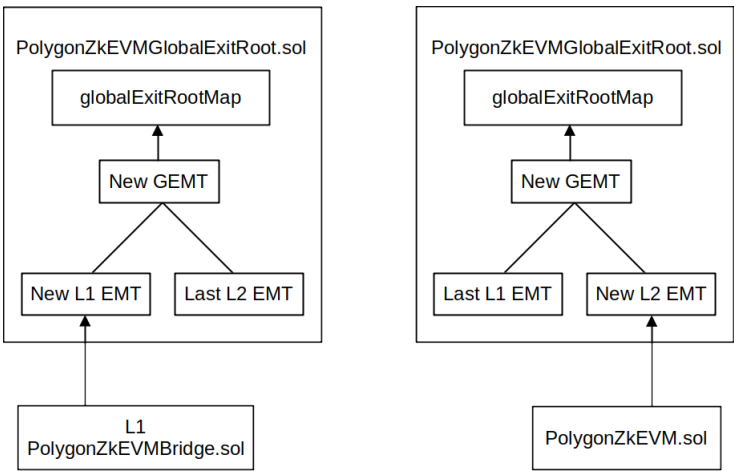 PolygonZkEVMGlobalExitRoot.sol
globalExitRootMap
New GEMT
New L1 EMT
Last L2 EMT
L1
PolygonZkEVMBridge.sol
PolygonZkEVMGlobalExitRoot.sol
globalExitRootMap
New GEMT
Last L1 EMT
New L2 EMT
PolygonZkEVM.sol